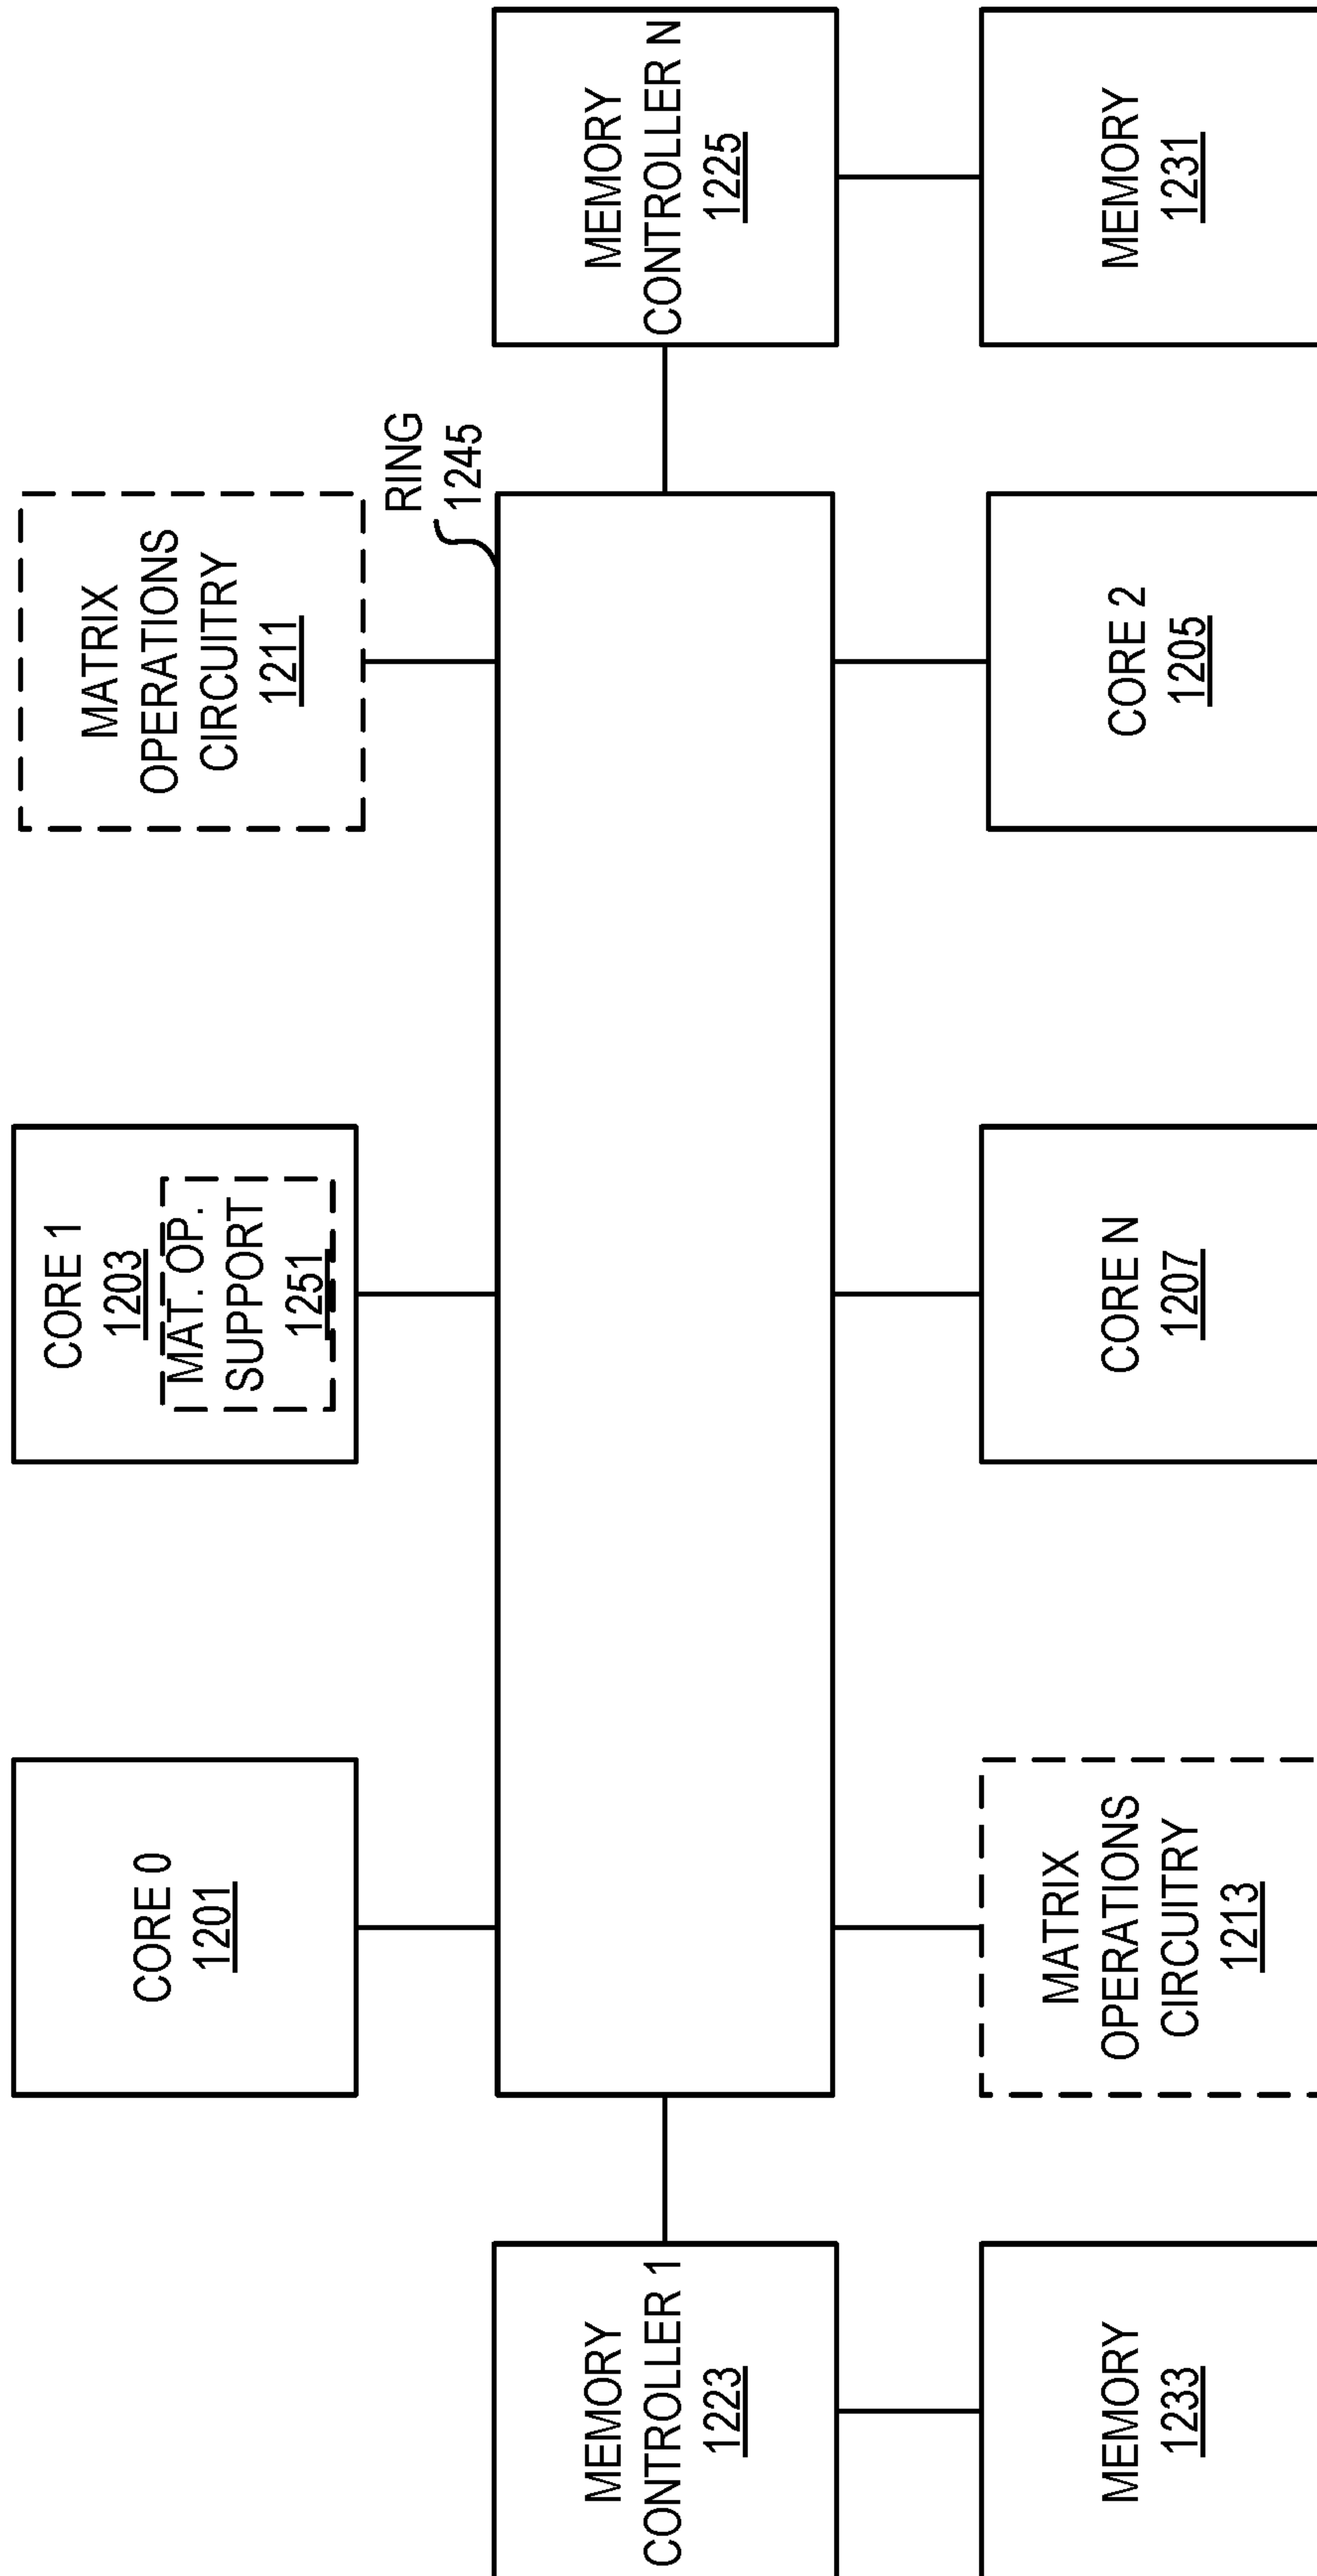 CORE 0
1201
CORE 1
1203
MAT. OP.
SUPPORT
1251
MATRIX
OPERATIONS
CIRCUITRY
1211
RING
1245
MEMORY
CONTROLLER 1
1223
MEMORY
CONTROLLER N
1225
MEMORY
1233
MATRIX
OPERATIONS
CIRCUITRY
1213
CORE N
1207
CORE 2
1205
MEMORY
1231